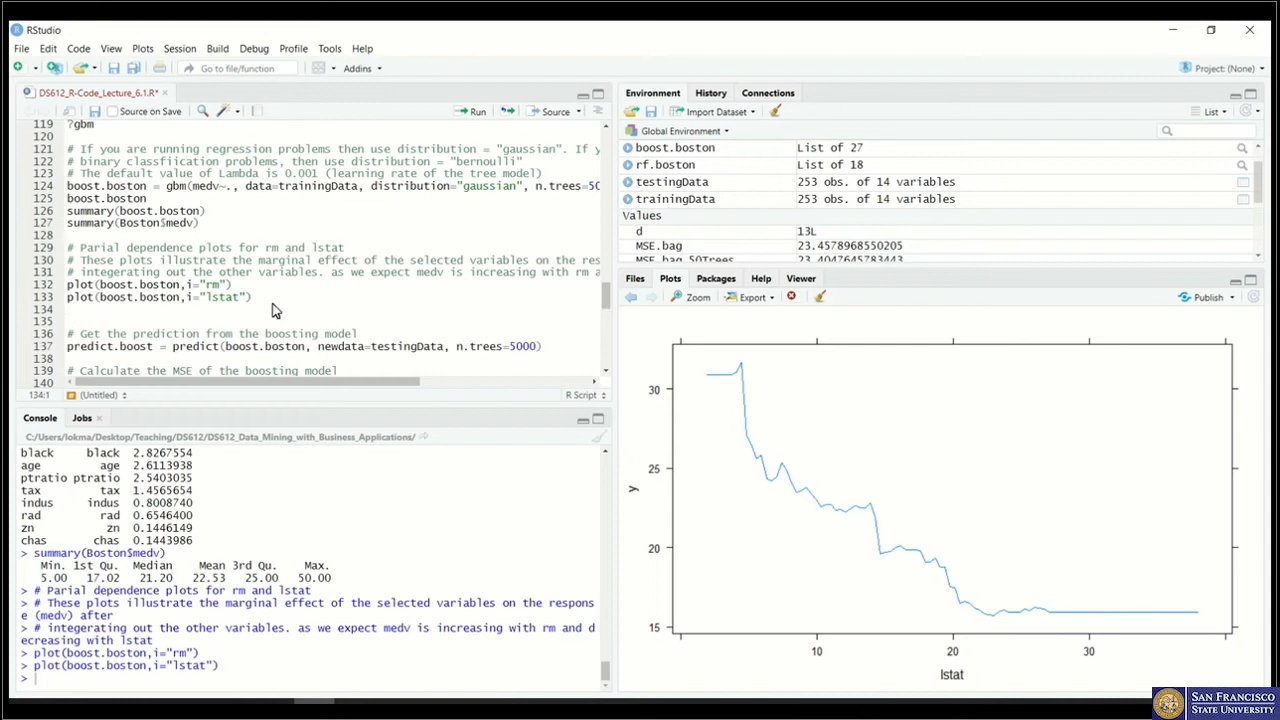 RStudio
File Edit Code View Plots Session Build Debug Profile Tools Help
Go to file/function Addins Project: (None)
DS612_R-Code_Lecture_6.1.R*
Source on Save Run Source
119 ?gbm
120
121 # If you are running regression problems then use distribution = "gaussian". If y
122 # binary classfiication problems, then use distribution = "bernoulli"
123 # The default value of Lambda is 0.001 (learning rate of the tree model)
124 boost.boston = gbm(medv~., data=trainingData, distribution="gaussian", n.trees=50
125 boost.boston
126 summary(boost.boston)
127 summary(Boston$medv)
128
129 # Parial dependence plots for rm and lstat
130 # These plots illustrate the marginal effect of the selected variables on the resp
131 # integerating out the other variables. as we expect medv is increasing with rm a
132 plot(boost.boston,i="rm")
133 plot(boost.boston,i="lstat")
134
135
136 # Get the prediction from the boosting model
137 predict.boost = predict(boost.boston, newdata=testingData, n.trees=5000)
138
139 # Calculate the MSE of the boosting model
140
134:1 (Untitled) R Script
Console Jobs
C:/Users/lokma/Desktop/Teaching/DS612/DS612_Data_Mining_with_Business_Applications/
black black 2.8267554
age age 2.6113938
ptratio ptratio 2.5403035
tax tax 1.4565654
indus indus 0.8008740
rad rad 0.6546400
zn zn 0.1446149
chas chas 0.1443986
> summary(Boston$medv)
Min. 1st Qu. Median Mean 3rd Qu. Max.
5.00 17.02 21.20 22.53 25.00 50.00
> # Parial dependence plots for rm and lstat
> # These plots illustrate the marginal effect of the selected variables on the respons
e (medv) after
> # integerating out the other variables. as we expect medv is increasing with rm and d
ecreasing with lstat
> plot(boost.boston,i="rm")
> plot(boost.boston,i="lstat")
>
Environment History Connections
Import Dataset List
Global Environment
boost.boston List of 27
rf.boston List of 18
testingData 253 obs. of 14 variables
trainingData 253 obs. of 14 variables
Values
d 13L
MSE.bag 23.4578968550205
MSE.bag.50Trees 23.4047645783443
Files Plots Packages Help Viewer
Zoom Export Publish
30
25
20
15
y
10 20 30
lstat
SAN FRANCISCO
STATE UNIVERSITY